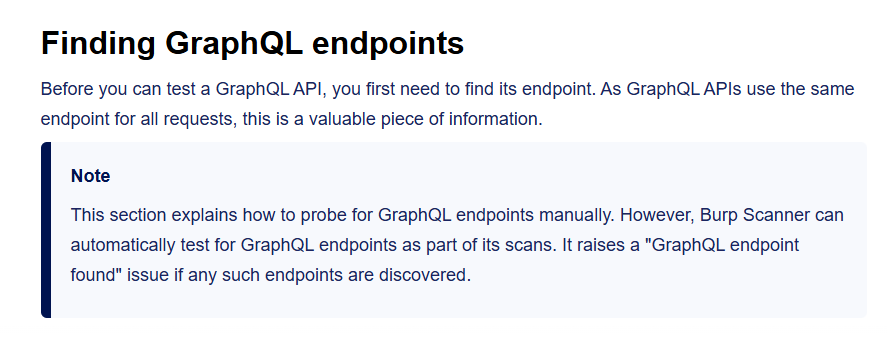 Finding GraphQL endpoints
Before you can test a GraphQL API, you first need to find its endpoint. As GraphQL APIs use the same
endpoint for all requests, this is a valuable piece of information.
Note
This section explains how to probe for GraphQL endpoints manually. However, Burp Scanner can
automatically test for GraphQL endpoints as part of its scans. It raises a "GraphQL endpoint
found" issue if any such endpoints are discovered.